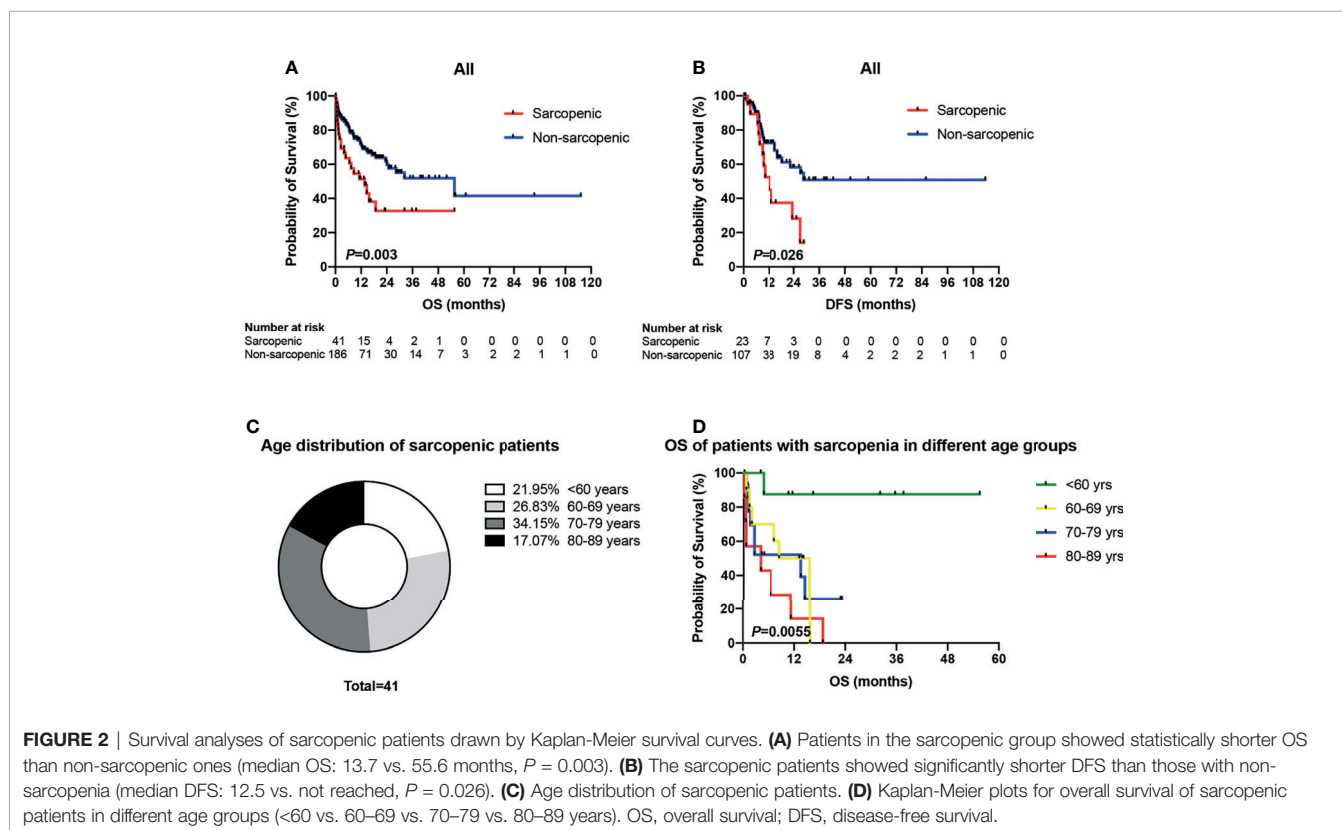 A
All
Probability of Survival (%)
100
80
60
40
20
0
Sarcopenic
Non-sarcopenic
P=0.003
0 12 24 36 48 60 72 84 96 108 120
OS (months)
Number at risk
Sarcopenic 41 15 4 2 1 0 0 0 0 0 0
Non-sarcopenic 186 71 30 14 7 3 2 2 1 1 0
B
All
Probability of Survival (%)
100
80
60
40
20
0
Sarcopenic
Non-sarcopenic
P=0.026
0 12 24 36 48 60 72 84 96 108 120
DFS (months)
Number at risk
Sarcopenic 23 7 3 0 0 0 0 0 0 0 0
Non-sarcopenic 107 38 19 8 4 2 2 2 1 1 0
C
Age distribution of sarcopenic patients
21.95% <60 years
26.83% 60-69 years
34.15% 70-79 years
17.07% 80-89 years
Total=41
D
OS of patients with sarcopenia in different age groups
Probability of Survival (%)
100
80
60
40
20
0
<60 yrs
60-69 yrs
70-79 yrs
80-89 yrs
P=0.0055
0 12 24 36 48 60
OS (months)
FIGURE 2 | Survival analyses of sarcopenic patients drawn by Kaplan-Meier survival curves. (A) Patients in the sarcopenic group showed statistically shorter OS
than non-sarcopenic ones (median OS: 13.7 vs. 55.6 months, P = 0.003). (B) The sarcopenic patients showed significantly shorter DFS than those with non-
sarcopenia (median DFS: 12.5 vs. not reached, P = 0.026). (C) Age distribution of sarcopenic patients. (D) Kaplan-Meier plots for overall survival of sarcopenic
patients in different age groups (<60 vs. 60–69 vs. 70–79 vs. 80–89 years). OS, overall survival; DFS, disease-free survival.